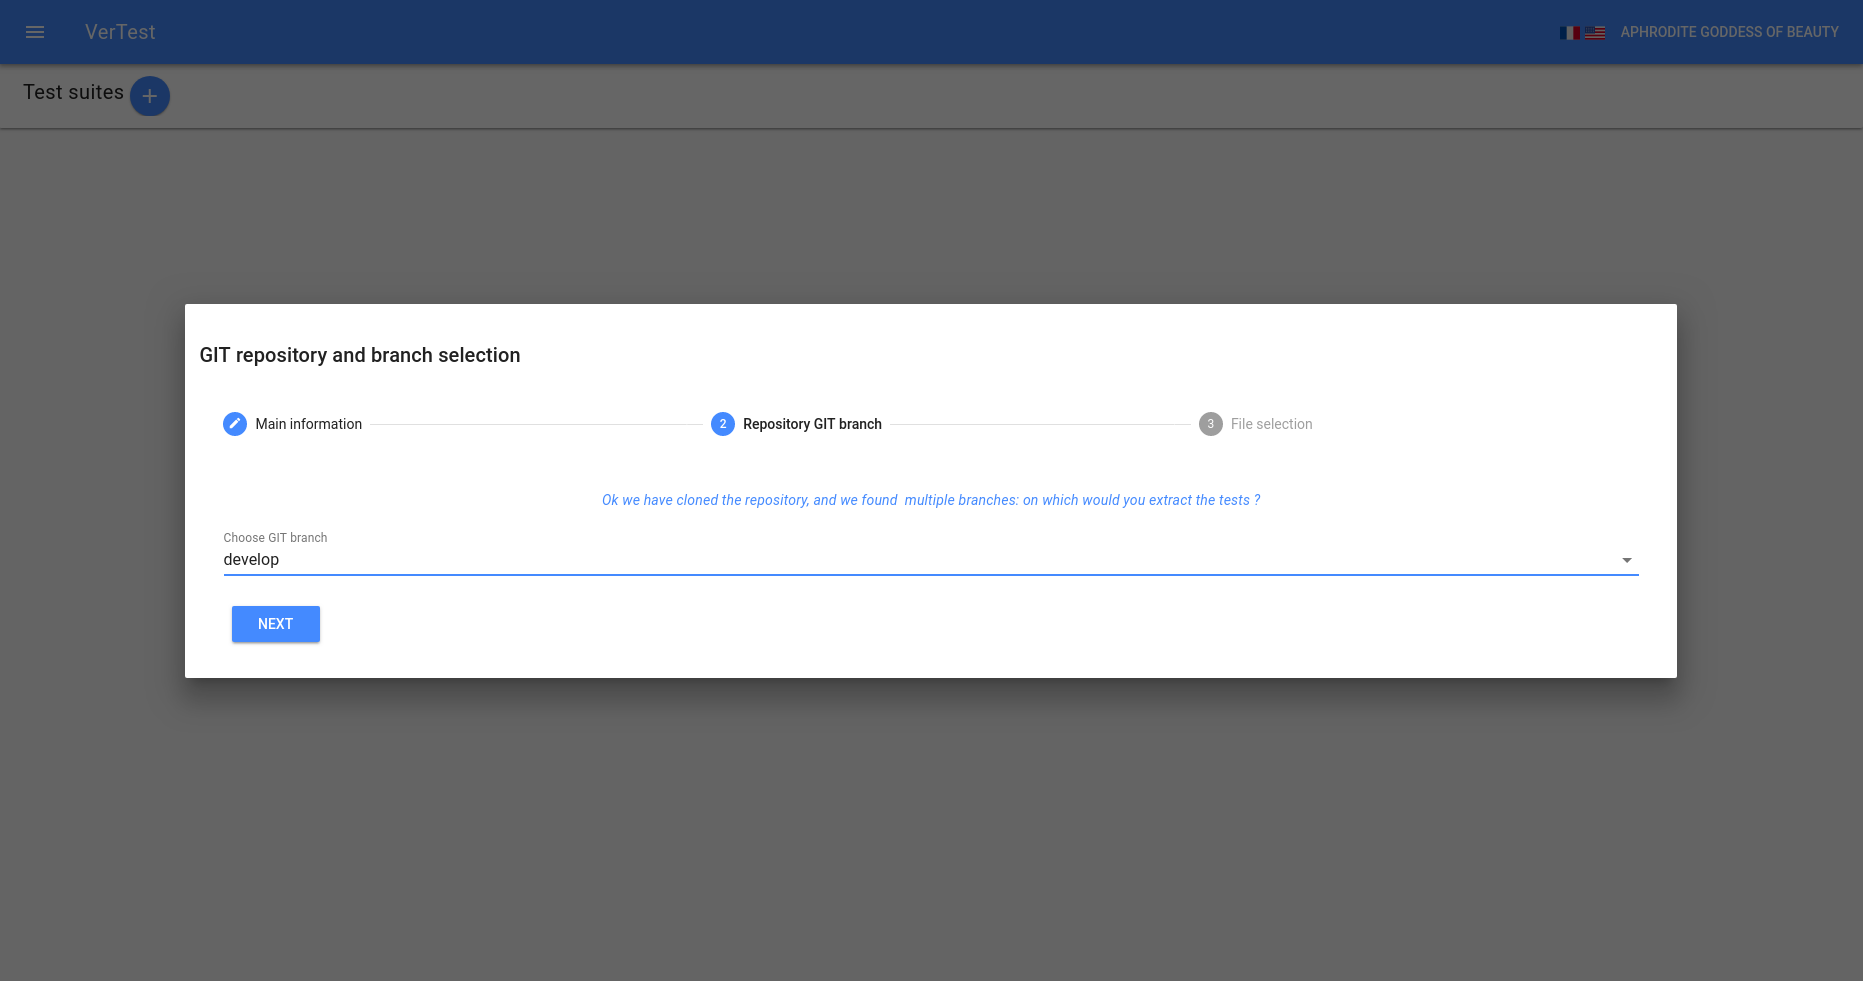 VerTest
APHRODITE GODDESS OF BEAUTY
Test suites
GIT repository and branch selection
Main information
2 Repository GIT branch
3 File selection
Ok we have cloned the repository, and we found  multiple branches: on which would you extract the tests ?
Choose GIT branch
develop
NEXT